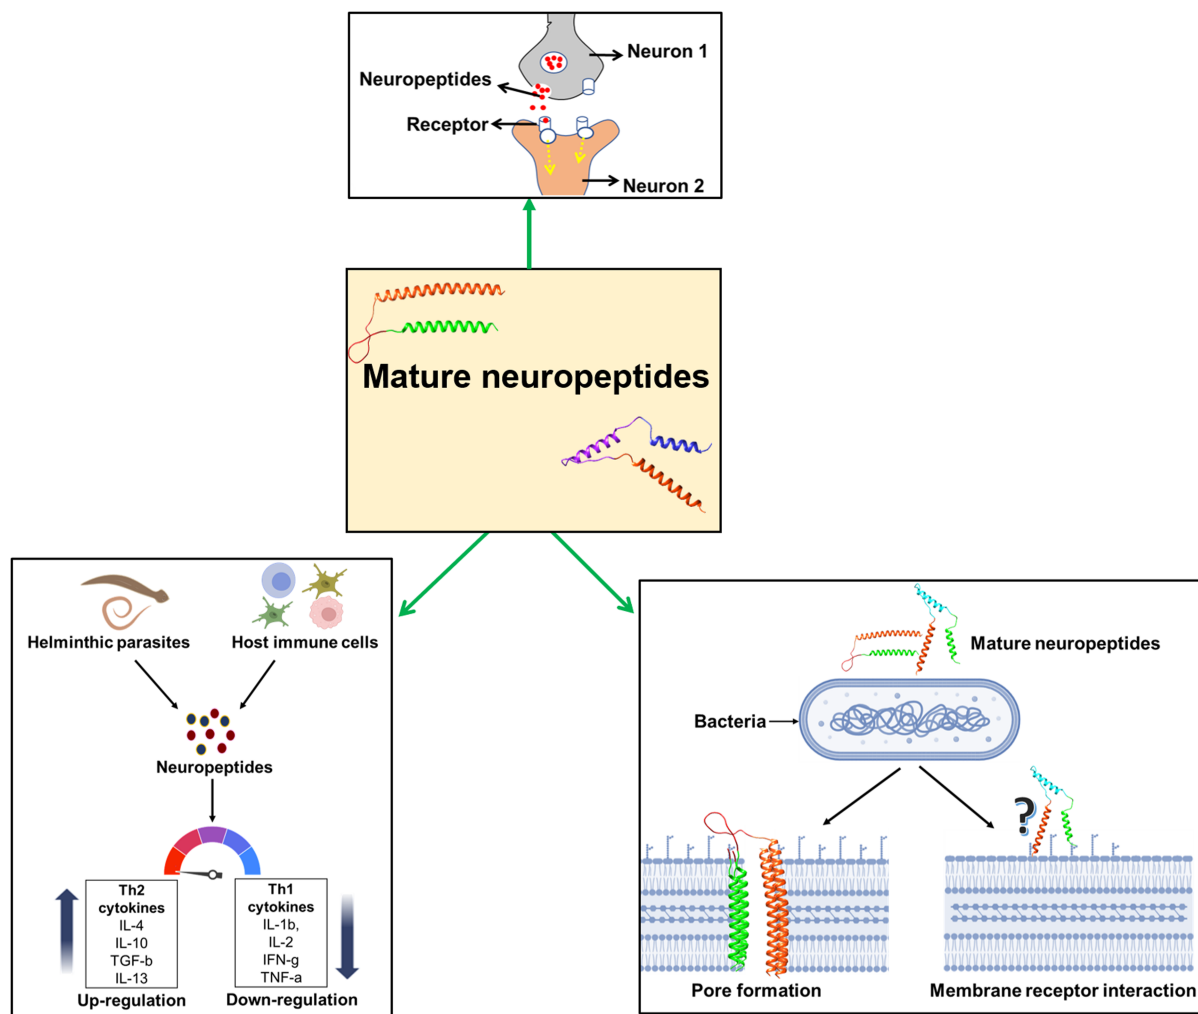 Neuron 1
Neuropeptides
Receptor
Neuron 2
Mature neuropeptides
Helminthic parasites
Host immune cells
Neuropeptides
Th2
cytokines
IL-4
IL-10
TGF-b
IL-13
Up-regulation
Th1
cytokines
IL-1b,
IL-2
IFN-g
TNF-a
Down-regulation
Mature neuropeptides
Bacteria
?
Pore formation
Membrane receptor interaction